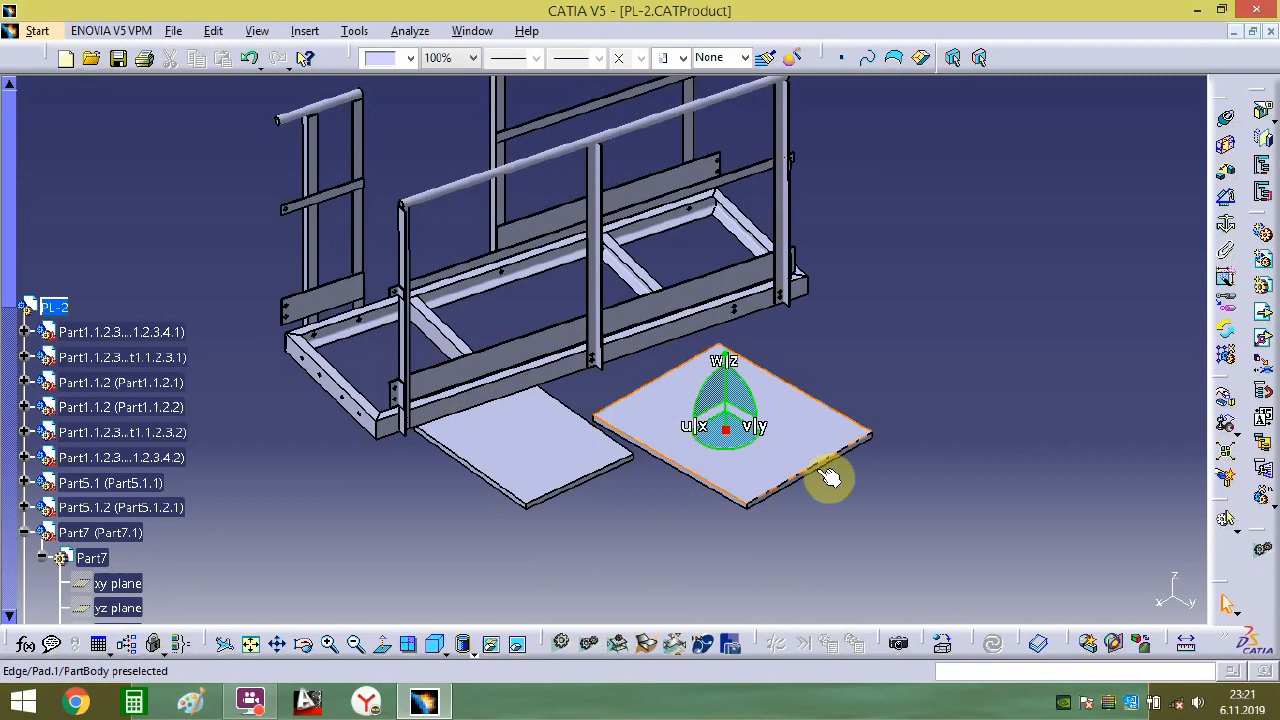 CATIA V5 - [PL-2.CATProduct]
Start ENOVIA V5 VPM File Edit View Insert Tools Analyze Window Help
100% None
PL-2
Part1.1.2.3...1.2.3.4.1)
Part1.1.2.3...t1.1.2.3.1)
Part1.1.2 (Part1.1.2.1)
Part1.1.2 (Part1.1.2.2)
Part1.1.2.3...t1.1.2.3.2)
Part1.1.2.3...1.2.3.4.2)
Part5.1 (Part5.1.1)
Part5.1.2 (Part5.1.2.1)
Part7 (Part7.1)
Part7
xy plane
yz plane
w|z
u|x v|y
z
x y
Edge/Pad.1/PartBody preselected
CATIA
23:21
6.11.2019